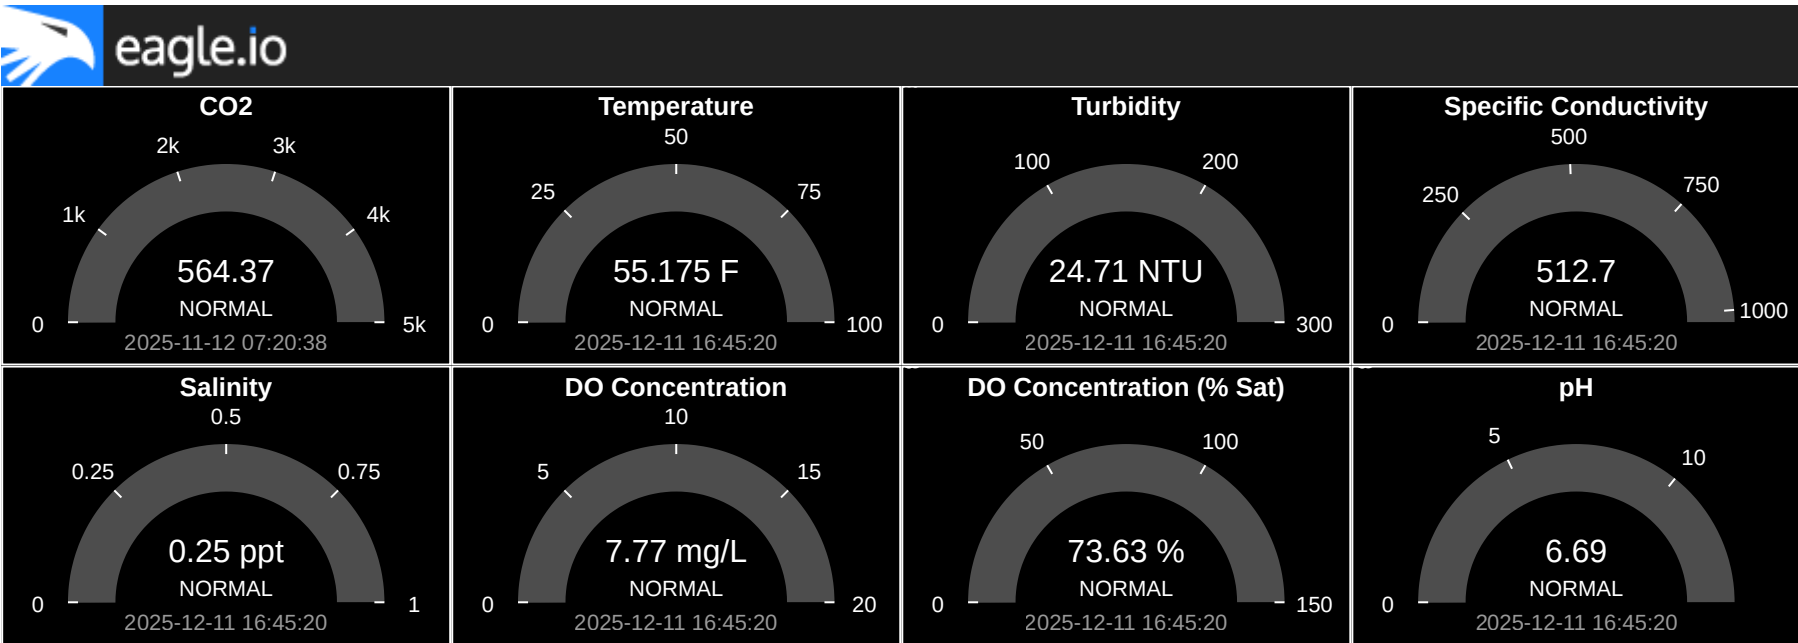 eagle.io
CO2
2k 3k
1k 4k
564.37
NORMAL
0 5k
2025-11-12 07:20:38
Temperature
50
25 75
55.175 F
NORMAL
0 100
2025-12-11 16:45:20
Turbidity
100 200
24.71 NTU
NORMAL
0 300
2025-12-11 16:45:20
Specific Conductivity
500
250 750
512.7
NORMAL
0 1000
2025-12-11 16:45:20
Salinity
0.5
0.25 0.75
0.25 ppt
NORMAL
0 1
2025-12-11 16:45:20
DO Concentration
10
5 15
7.77 mg/L
NORMAL
0 20
2025-12-11 16:45:20
DO Concentration (% Sat)
50 100
73.63 %
NORMAL
0 150
2025-12-11 16:45:20
pH
5 10
6.69
NORMAL
0
2025-12-11 16:45:20